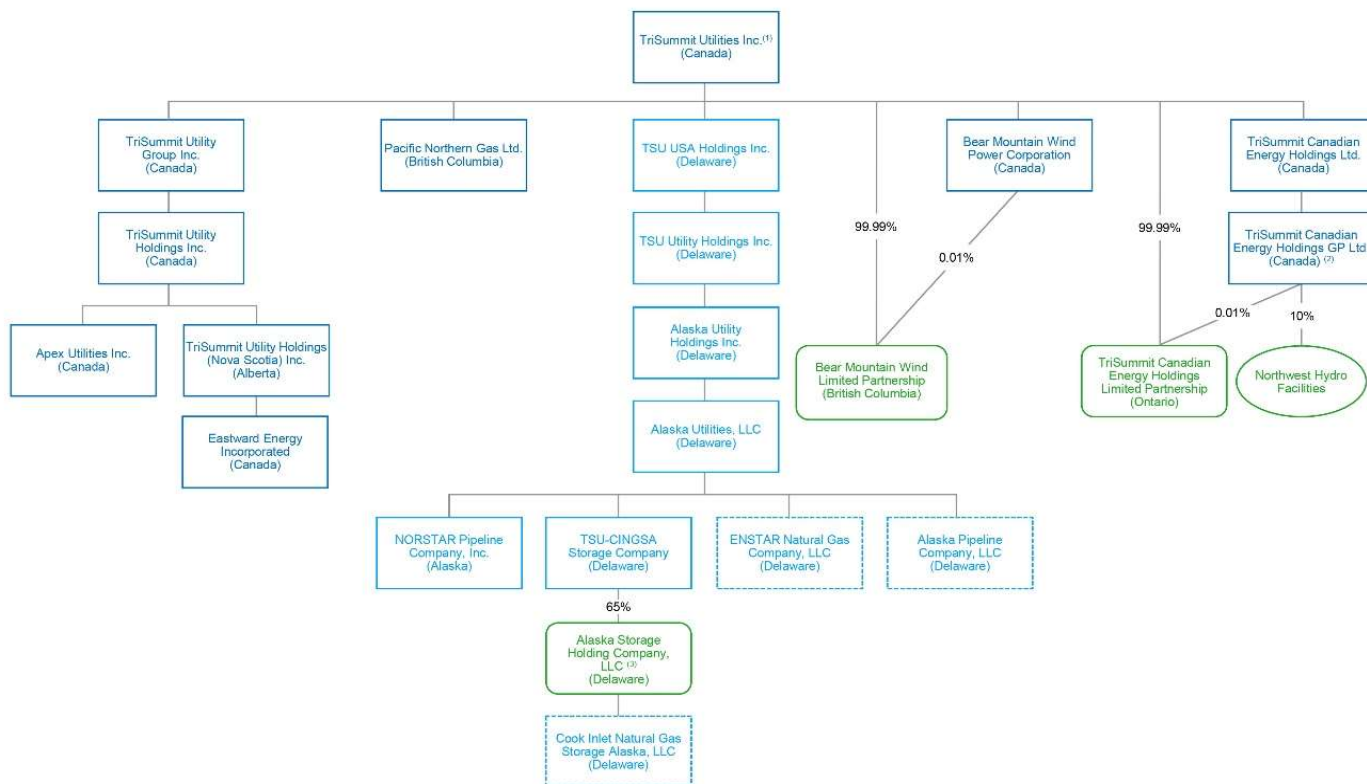 TriSummit Utilities Inc.(1)
(Canada)
TriSummit Utility
Group Inc.
(Canada)
Pacific Northern Gas Ltd.
(British Columbia)
TSU USA Holdings Inc.
(Delaware)
Bear Mountain Wind
Power Corporation
(Canada)
TriSummit Canadian
Energy Holdings Ltd.
(Canada)
TriSummit Utility
Holdings Inc.
(Canada)
TSU Utility Holdings Inc.
(Delaware)
99.99%
0.01%
99.99%
TriSummit Canadian
Energy Holdings GP Ltd
(Canada) (2)
0.01%
10%
Apex Utilities Inc.
(Canada)
TriSummit Utility Holdings
(Nova Scotia) Inc.
(Alberta)
Alaska Utility
Holdings Inc.
(Delaware)
Bear Mountain Wind
Limited Partnership
(British Columbia)
TriSummit Canadian
Energy Holdings
Limited Partnership
(Ontario)
Northwest Hydro
Facilities
Eastward Energy
Incorporated
(Canada)
Alaska Utilities, LLC
(Delaware)
NORSTAR Pipeline
Company, Inc.
(Alaska)
TSU-CINGSA
Storage Company
(Delaware)
ENSTAR Natural Gas
Company, LLC
(Delaware)
Alaska Pipeline
Company, LLC
(Delaware)
65%
Alaska Storage
Holding Company,
LLC (3)
(Delaware)
Cook Inlet Natural Gas
Storage Alaska, LLC
(Delaware)